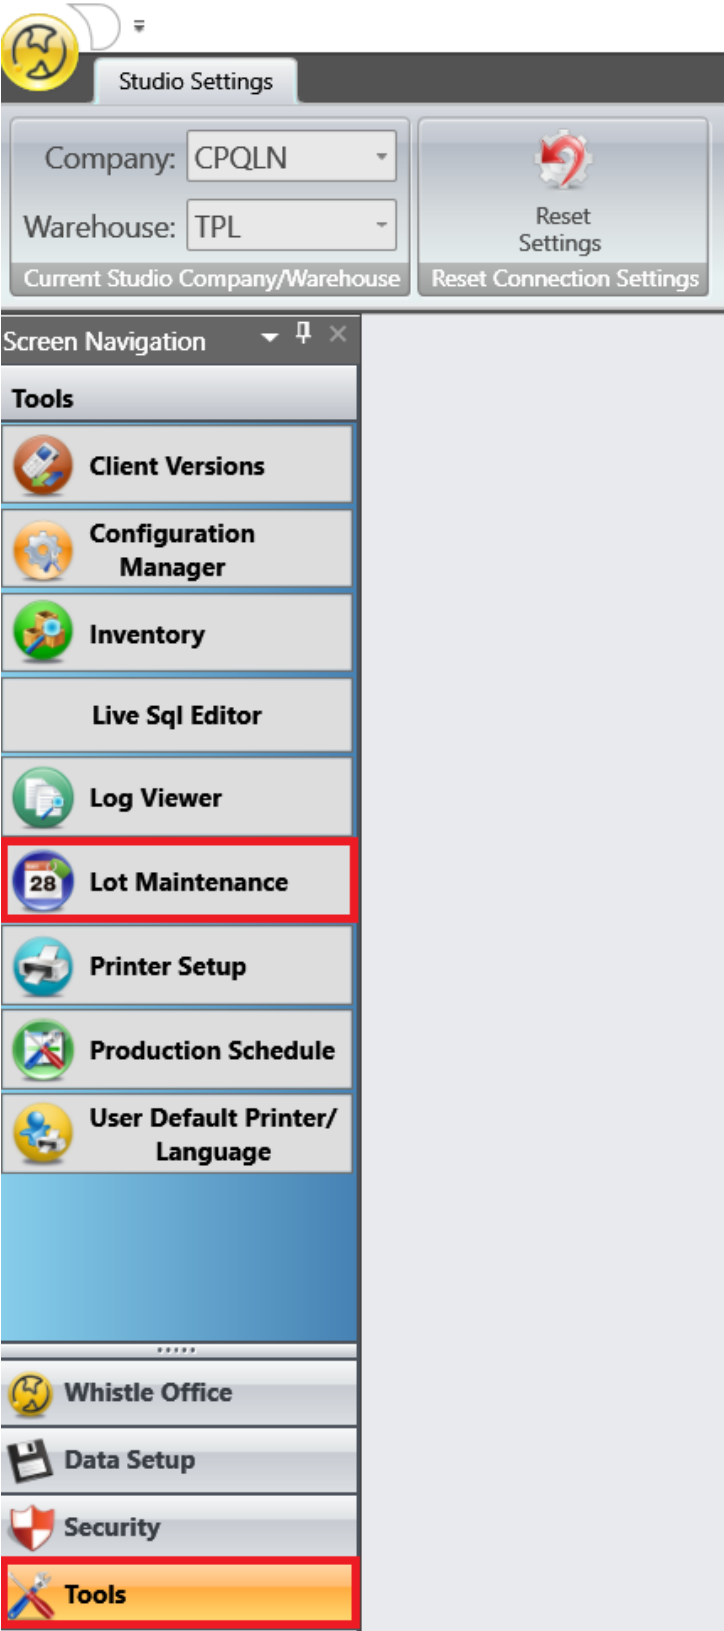 Studio Settings
Company: CPQLN
Warehouse: TPL
Current Studio Company/Warehouse
Reset
Settings
Reset Connection Settings
Screen Navigation
Tools
Client Versions
Configuration
Manager
Inventory
Live Sql Editor
Log Viewer
28
Lot Maintenance
Printer Setup
Production Schedule
User Default Printer/
Language
Whistle Office
Data Setup
Security
Tools